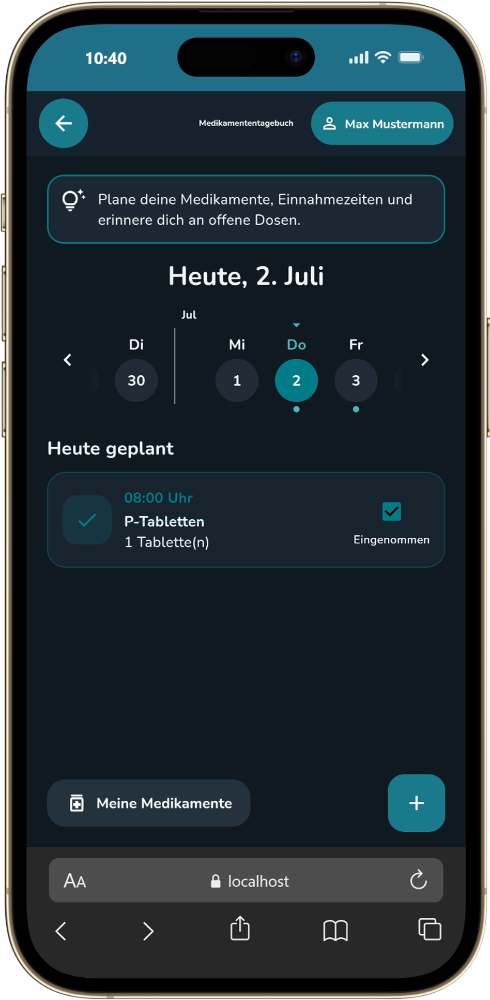 10:40
Medikamententagebuch
Max Mustermann
Plane deine Medikamente, Einnahmezeiten und
erinnere dich an offene Dosen.
Heute, 2. Juli
Jul
Di
Mi
Do
Fr
30
1
2
3
Heute geplant
08:00 Uhr
P-Tabletten
1 Tablette(n)
Eingenommen
Meine Medikamente
+
AA
localhost